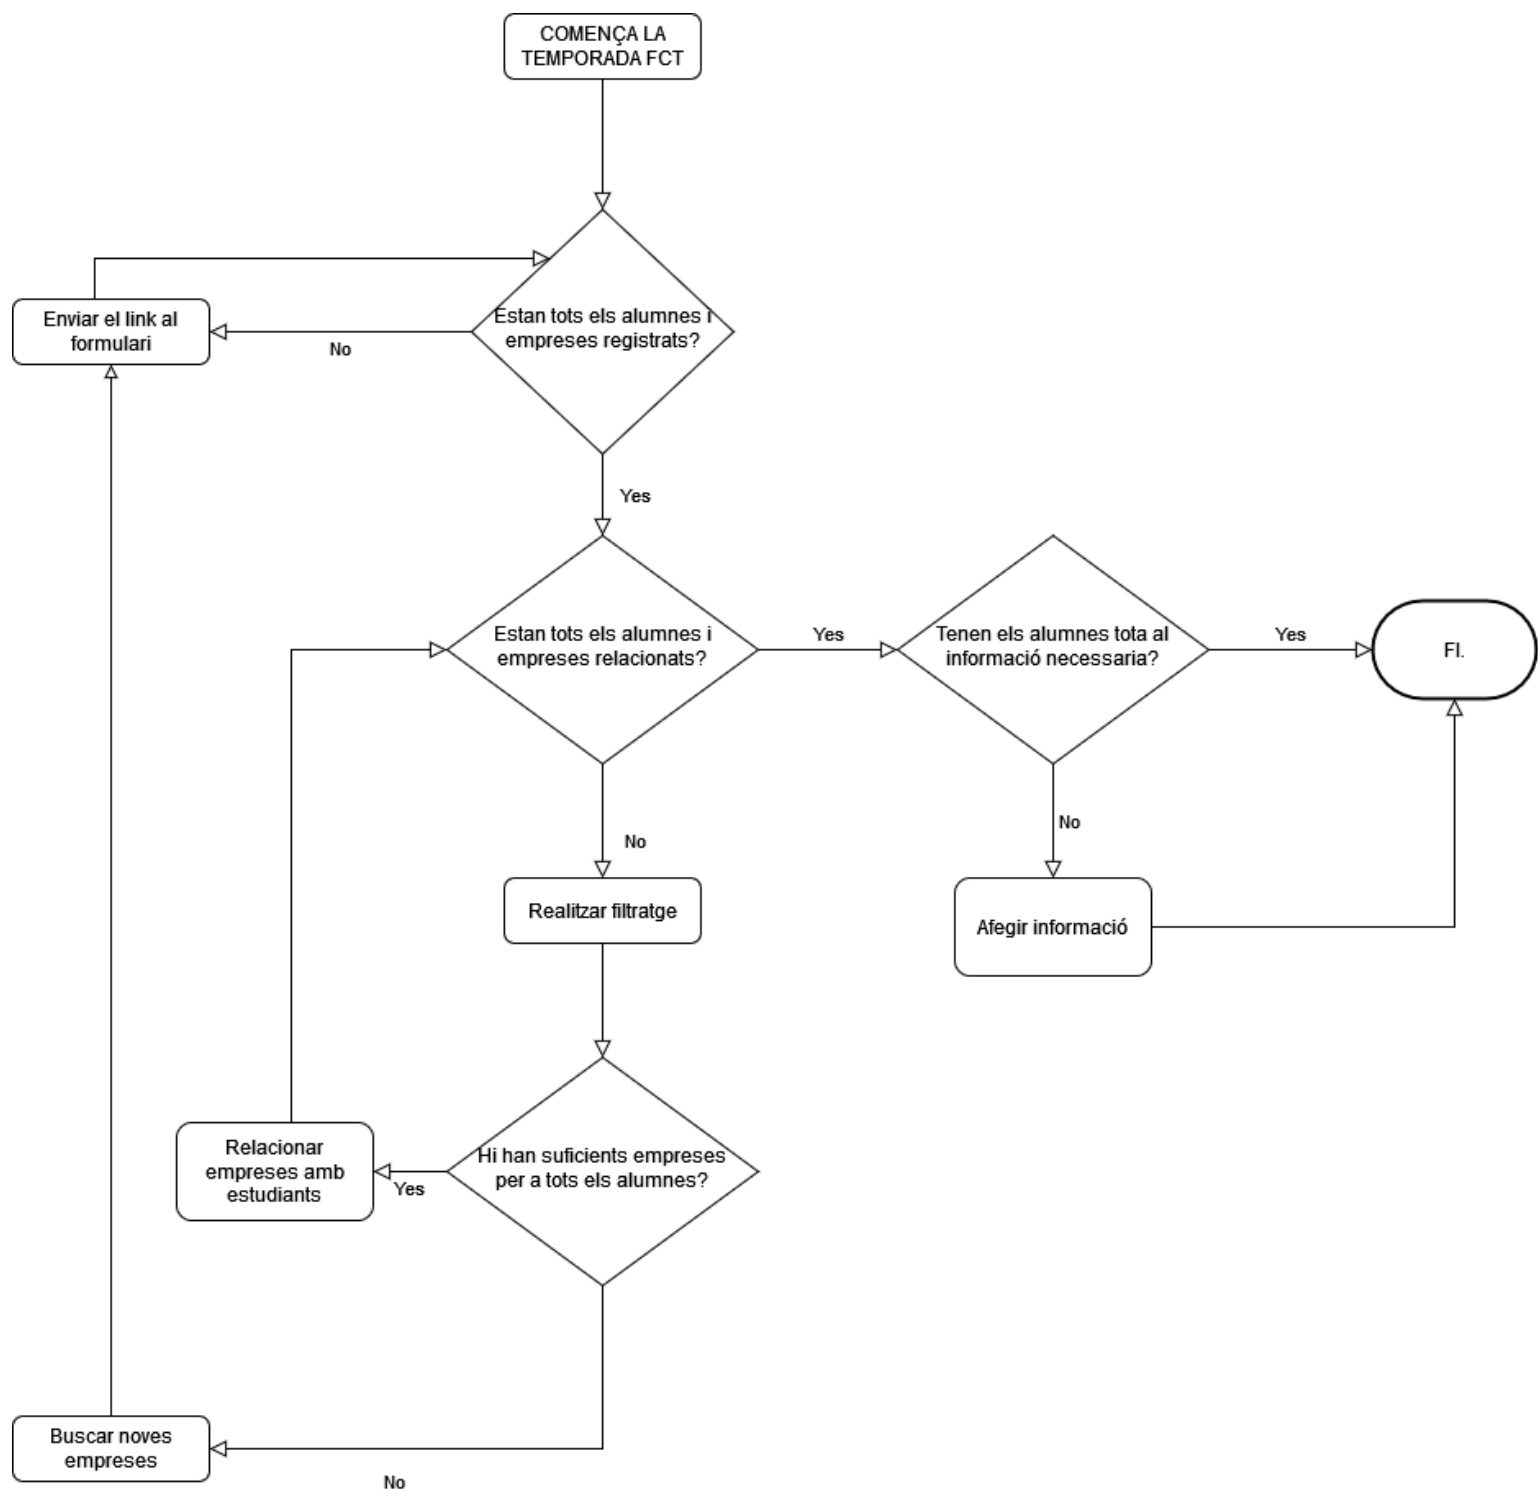 COMENÇA LA
TEMPORADA FCT
Estan tots els alumnes i
empreses registrats?
Enviar el link al
formulari
No
Yes
Estan tots els alumnes i
empreses relacionats?
Yes
Tenen els alumnes tota al
informació necessaria?
Yes
FI.
No
No
Realitzar filtratge
Afegir informació
Hi han suficients empreses
per a tots els alumnes?
Relacionar
empreses amb
estudiants
Yes
Buscar noves
empreses
No